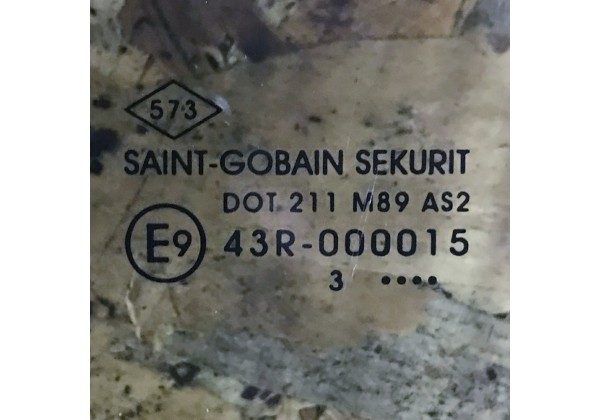 573
SAINT-GOBAIN SEKURIT
DOT 211 M89 AS2
E9 43R-000015
3 ••••